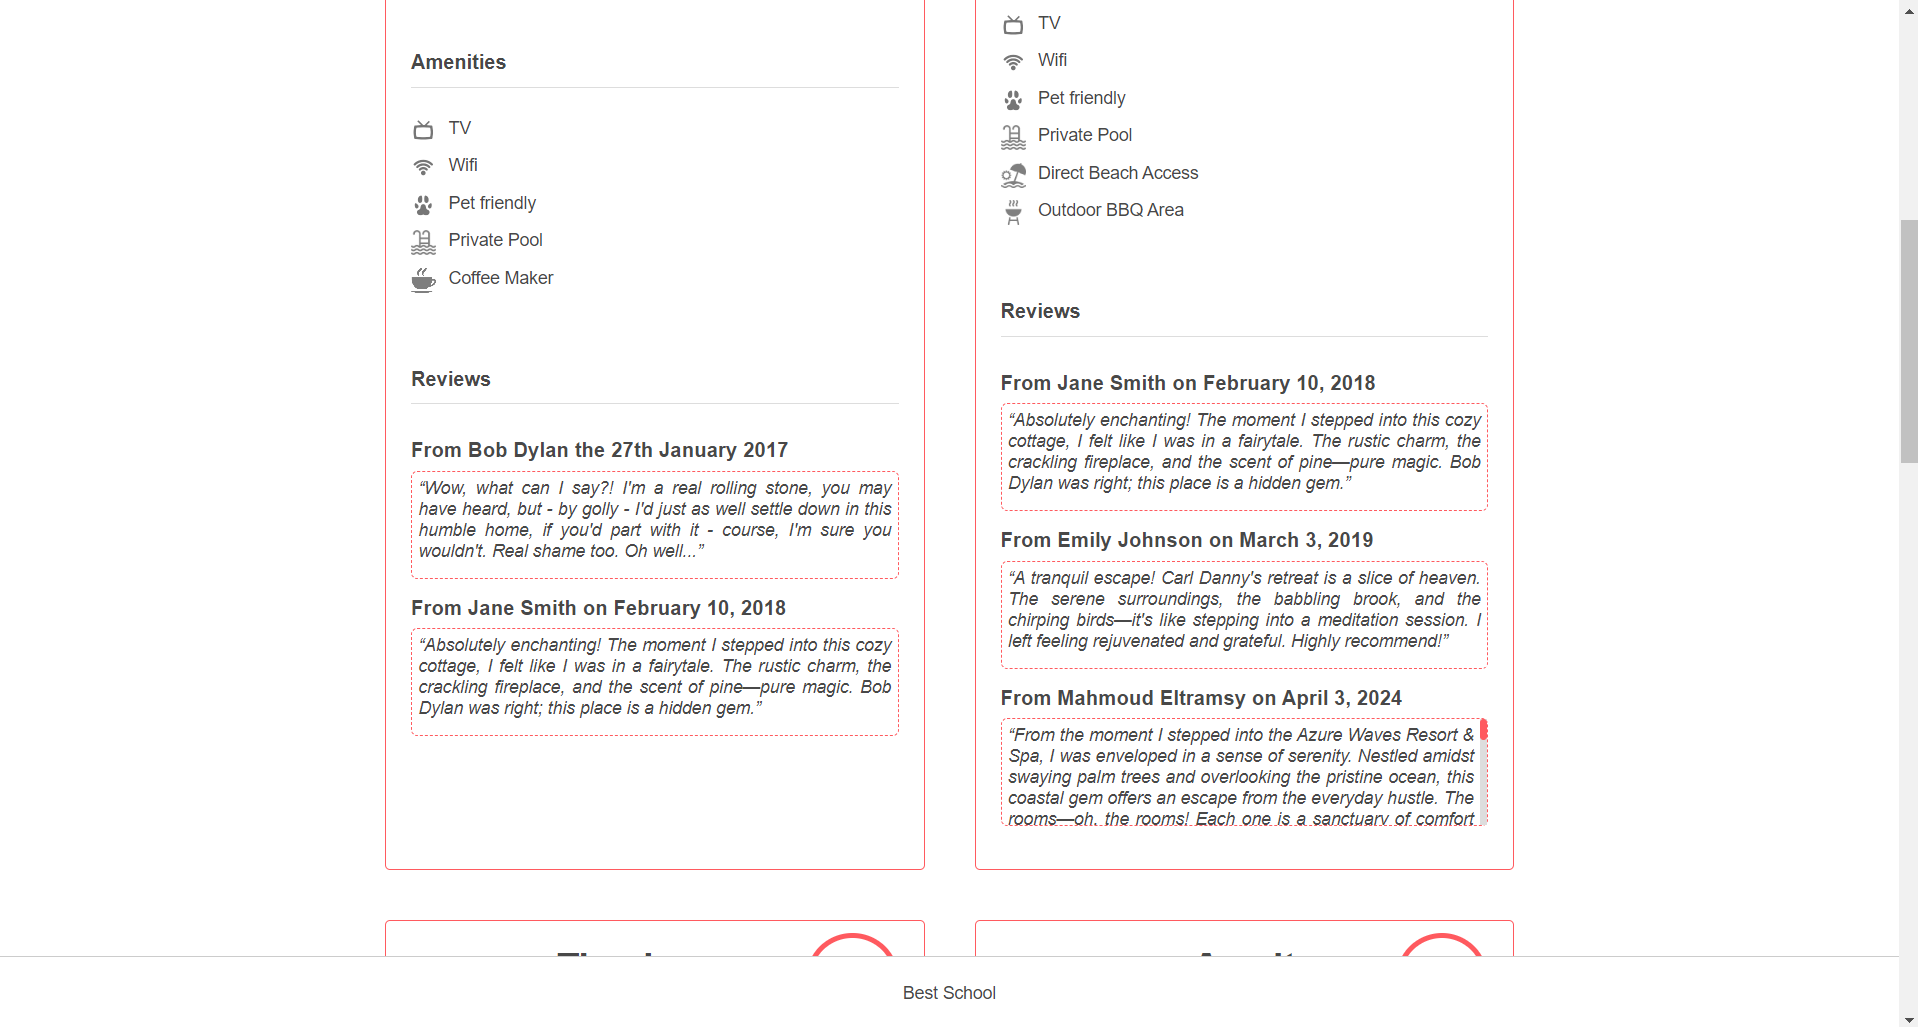 Amenities
TV
Wifi
Pet friendly
Private Pool
Coffee Maker
Reviews
From Bob Dylan the 27th January 2017
“Wow, what can I say?! I'm a real rolling stone, you may
have heard, but - by golly - I'd just as well settle down in this
humble home, if you'd part with it - course, I'm sure you
wouldn't. Real shame too. Oh well...”
From Jane Smith on February 10, 2018
“Absolutely enchanting! The moment I stepped into this cozy
cottage, I felt like I was in a fairytale. The rustic charm, the
crackling fireplace, and the scent of pine—pure magic. Bob
Dylan was right; this place is a hidden gem.”
TV
Wifi
Pet friendly
Private Pool
Direct Beach Access
Outdoor BBQ Area
Reviews
From Jane Smith on February 10, 2018
“Absolutely enchanting! The moment I stepped into this cozy
cottage, I felt like I was in a fairytale. The rustic charm, the
crackling fireplace, and the scent of pine—pure magic. Bob
Dylan was right; this place is a hidden gem.”
From Emily Johnson on March 3, 2019
“A tranquil escape! Carl Danny's retreat is a slice of heaven.
The serene surroundings, the babbling brook, and the
chirping birds—it's like stepping into a meditation session. I
left feeling rejuvenated and grateful. Highly recommend!”
From Mahmoud Eltramsy on April 3, 2024
“From the moment I stepped into the Azure Waves Resort &
Spa, I was enveloped in a sense of serenity. Nestled amidst
swaying palm trees and overlooking the pristine ocean, this
coastal gem offers an escape from the everyday hustle. The
rooms—oh, the rooms! Each one is a sanctuary of comfort
Best School